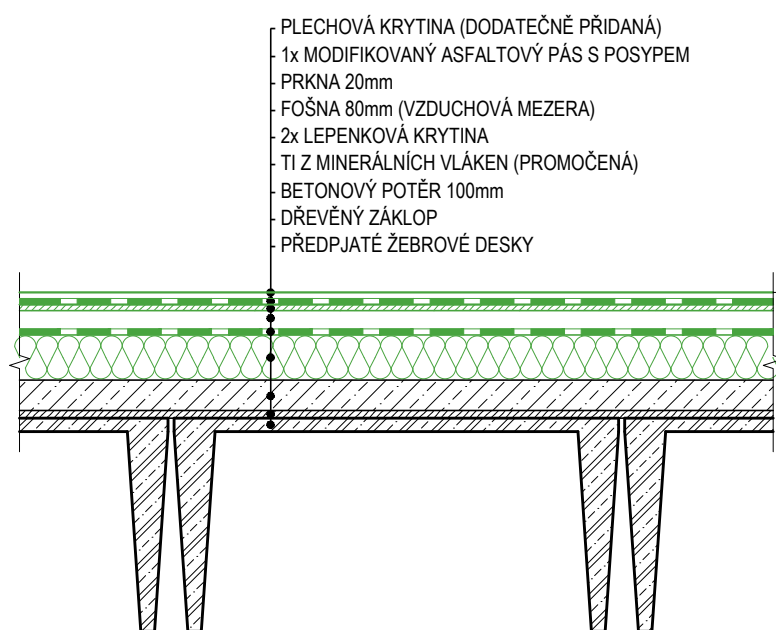 PLECHOVÁ KRYTINA (DODATEČNĚ PŘIDANÁ)
1x MODIFIKOVANÝ ASFALTOVÝ PÁS S POSYPEM
PRKNA 20mm
FOŠNA 80mm (VZDUCHOVÁ MEZERA)
2x LEPENKOVÁ KRYTINA
TI Z MINERÁLNÍCH VLÁKEN (PROMOČENÁ)
BETONOVÝ POTĚR 100mm
DŘEVĚNÝ ZÁKLOP
PŘEDPJATÉ ŽEBROVÉ DESKY